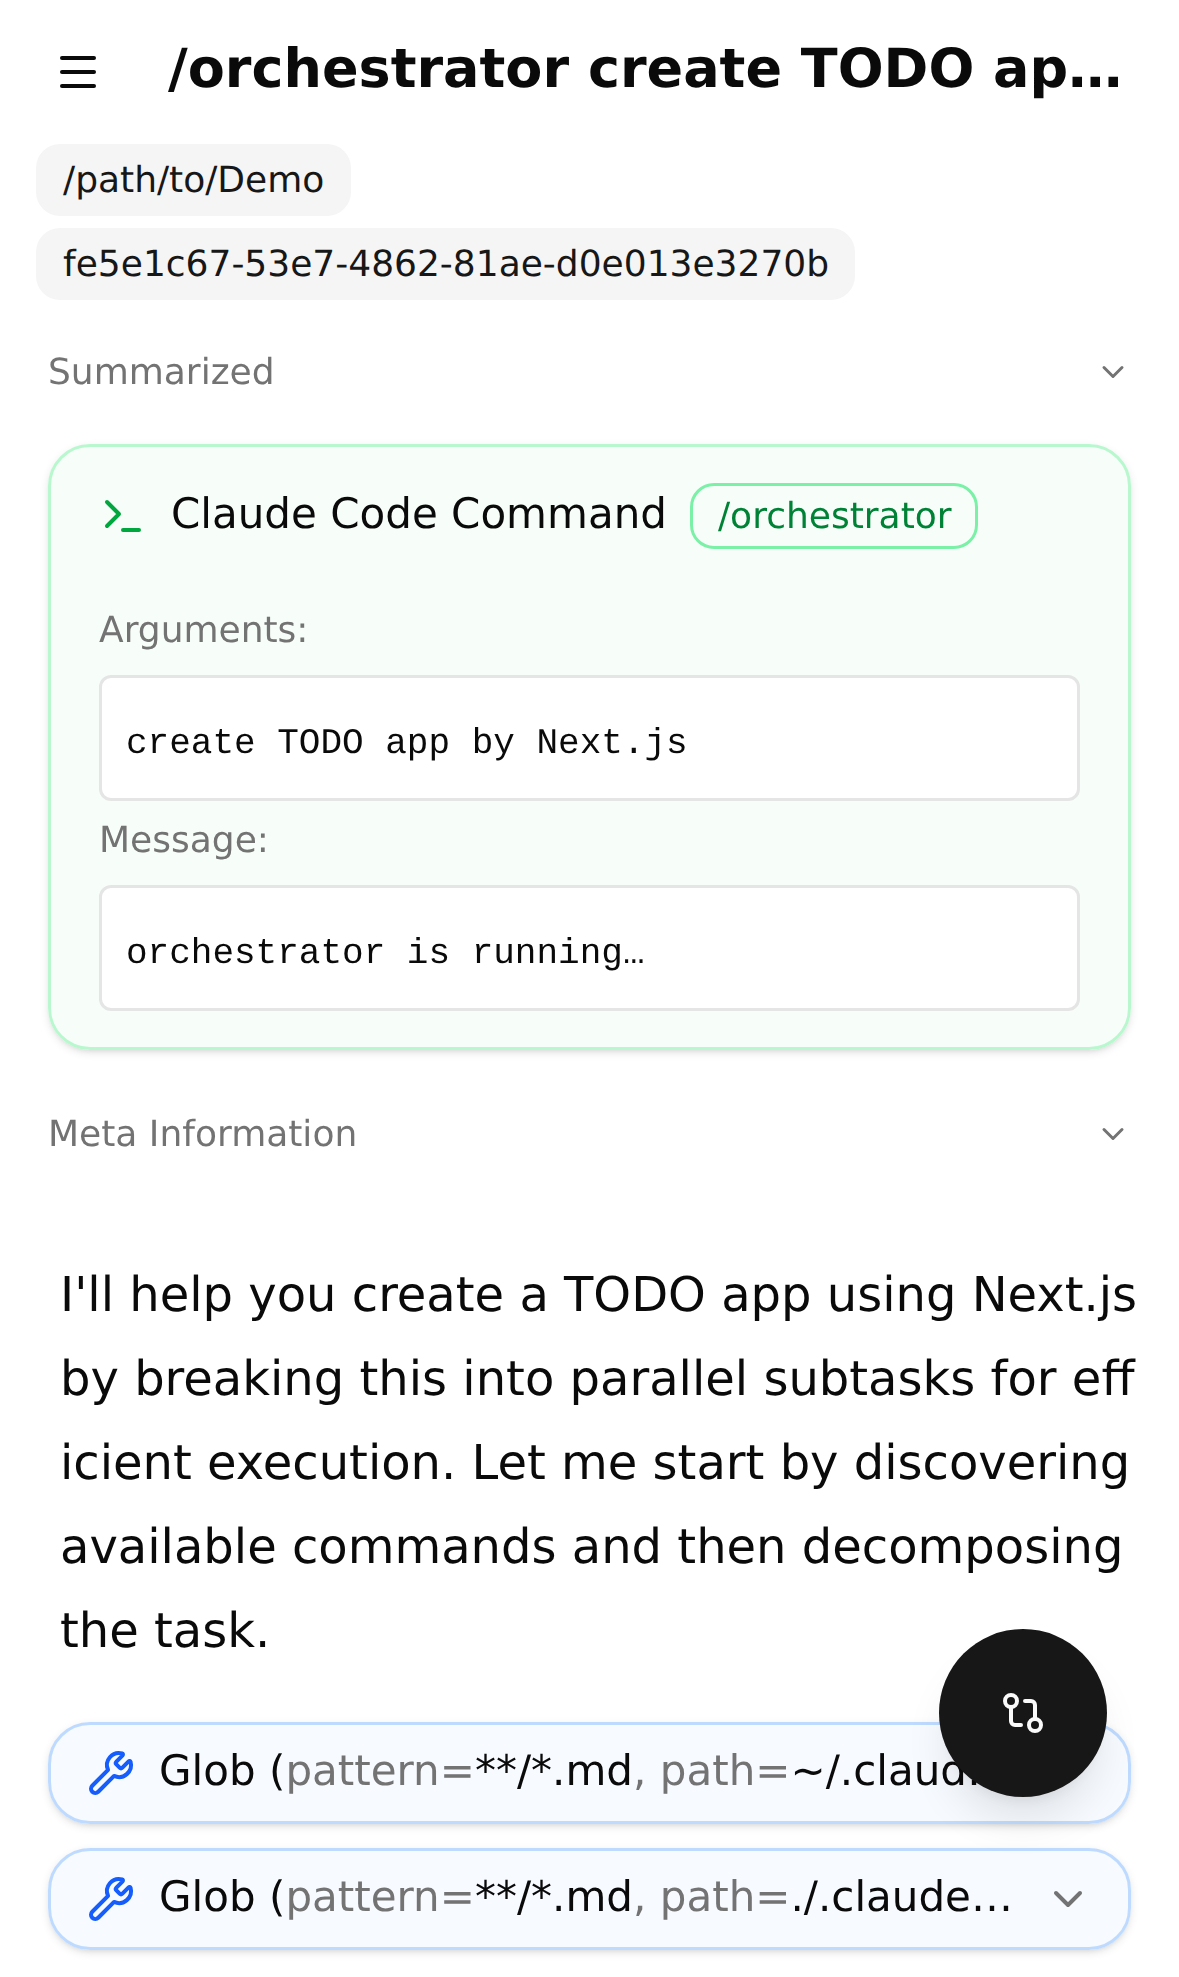 /orchestrator create TODO ap…
/path/to/Demo
fe5e1c67-53e7-4862-81ae-d0e013e3270b
Summarized
Claude Code Command /orchestrator
Arguments:
create TODO app by Next.js
Message:
orchestrator is running…
Meta Information
I'll help you create a TODO app using Next.js
by breaking this into parallel subtasks for eff
icient execution. Let me start by discovering
available commands and then decomposing
the task.
Glob (pattern=**/*.md, path=~/.claud
Glob (pattern=**/*.md, path=./.claude…